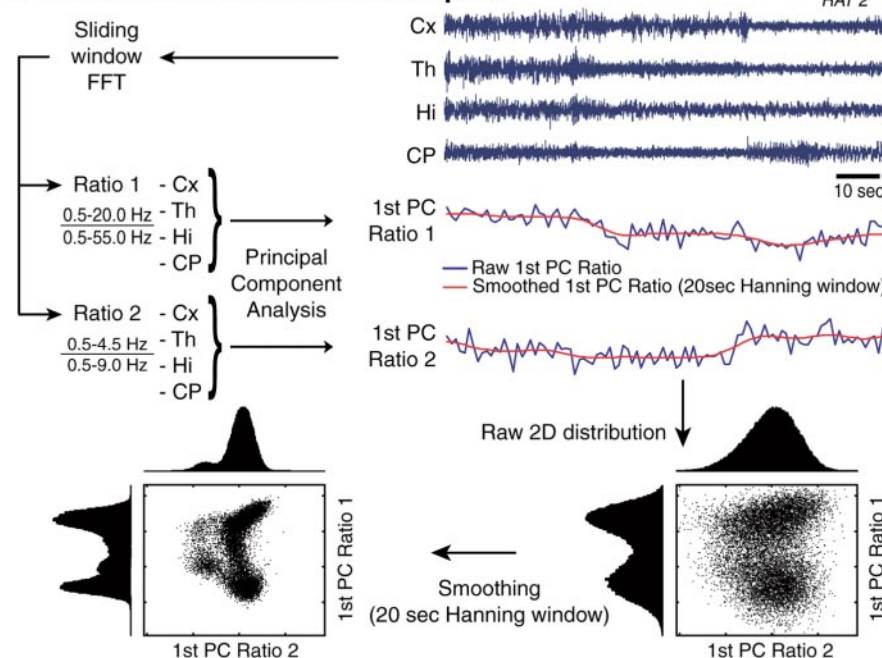 RAT 2
Sliding
window
FFT
Cx
Th
Hi
CP
10 sec
Ratio 1
0.5-20.0 Hz
0.5-55.0 Hz
- Cx
- Th
- Hi
- CP
Principal
Component
Analysis
1st PC
Ratio 1
Raw 1st PC Ratio
Smoothed 1st PC Ratio (20sec Hanning window)
Ratio 2
0.5-4.5 Hz
0.5-9.0 Hz
- Cx
- Th
- Hi
- CP
1st PC
Ratio 2
Raw 2D distribution
1st PC Ratio 1
1st PC Ratio 2
Smoothing
(20 sec Hanning window)
1st PC Ratio 1
1st PC Ratio 2